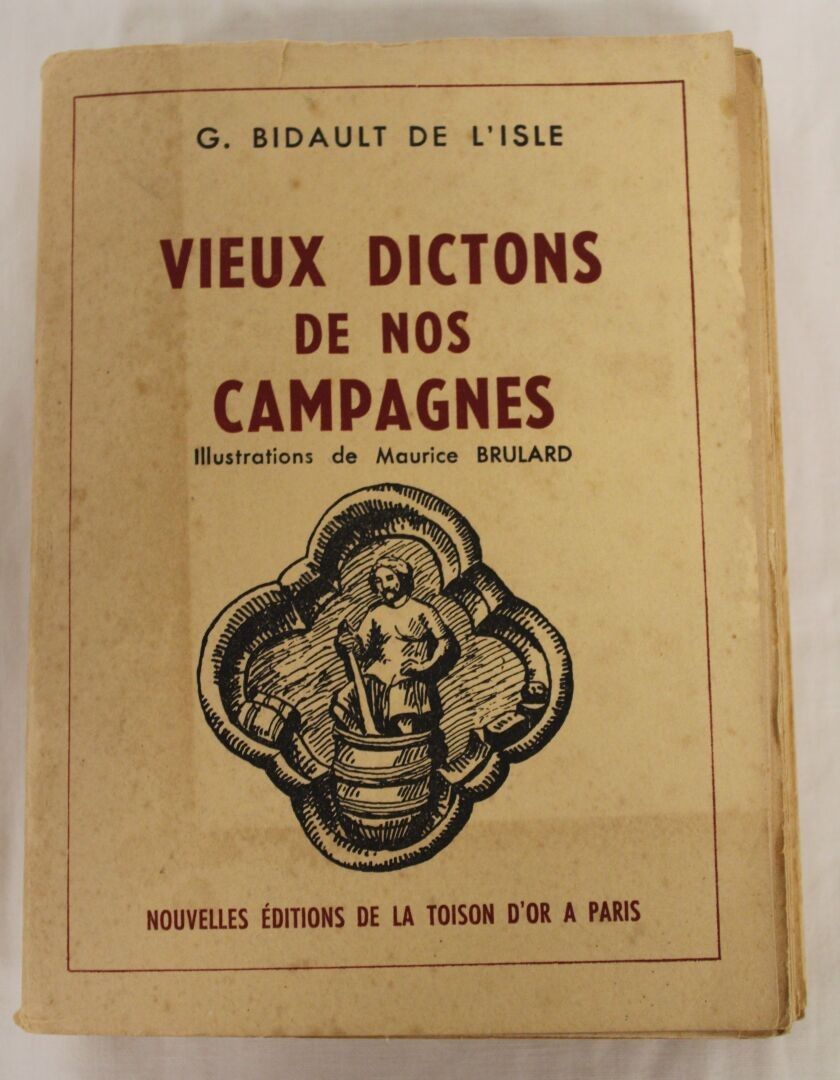 G. BIDAULT DE L'ISLE
VIEUX DICTONS
DE NOS
CAMPAGNES
Illustrations de Maurice BRULARD
NOUVELLES ÉDITIONS DE LA TOISON D'OR A PARIS